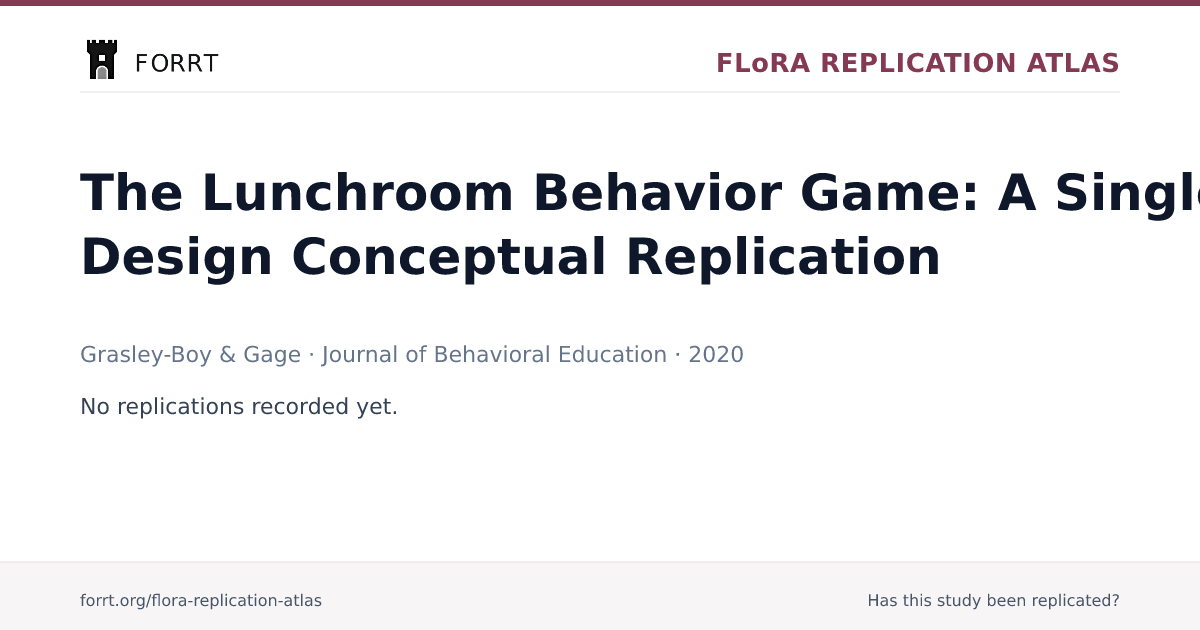 FORRT
FLoRA REPLICATION ATLAS
The Lunchroom Behavior Game: A Single
Design Conceptual Replication
Grasley-Boy & Gage · Journal of Behavioral Education · 2020
No replications recorded yet.
forrt.org/flora-replication-atlas
Has this study been replicated?